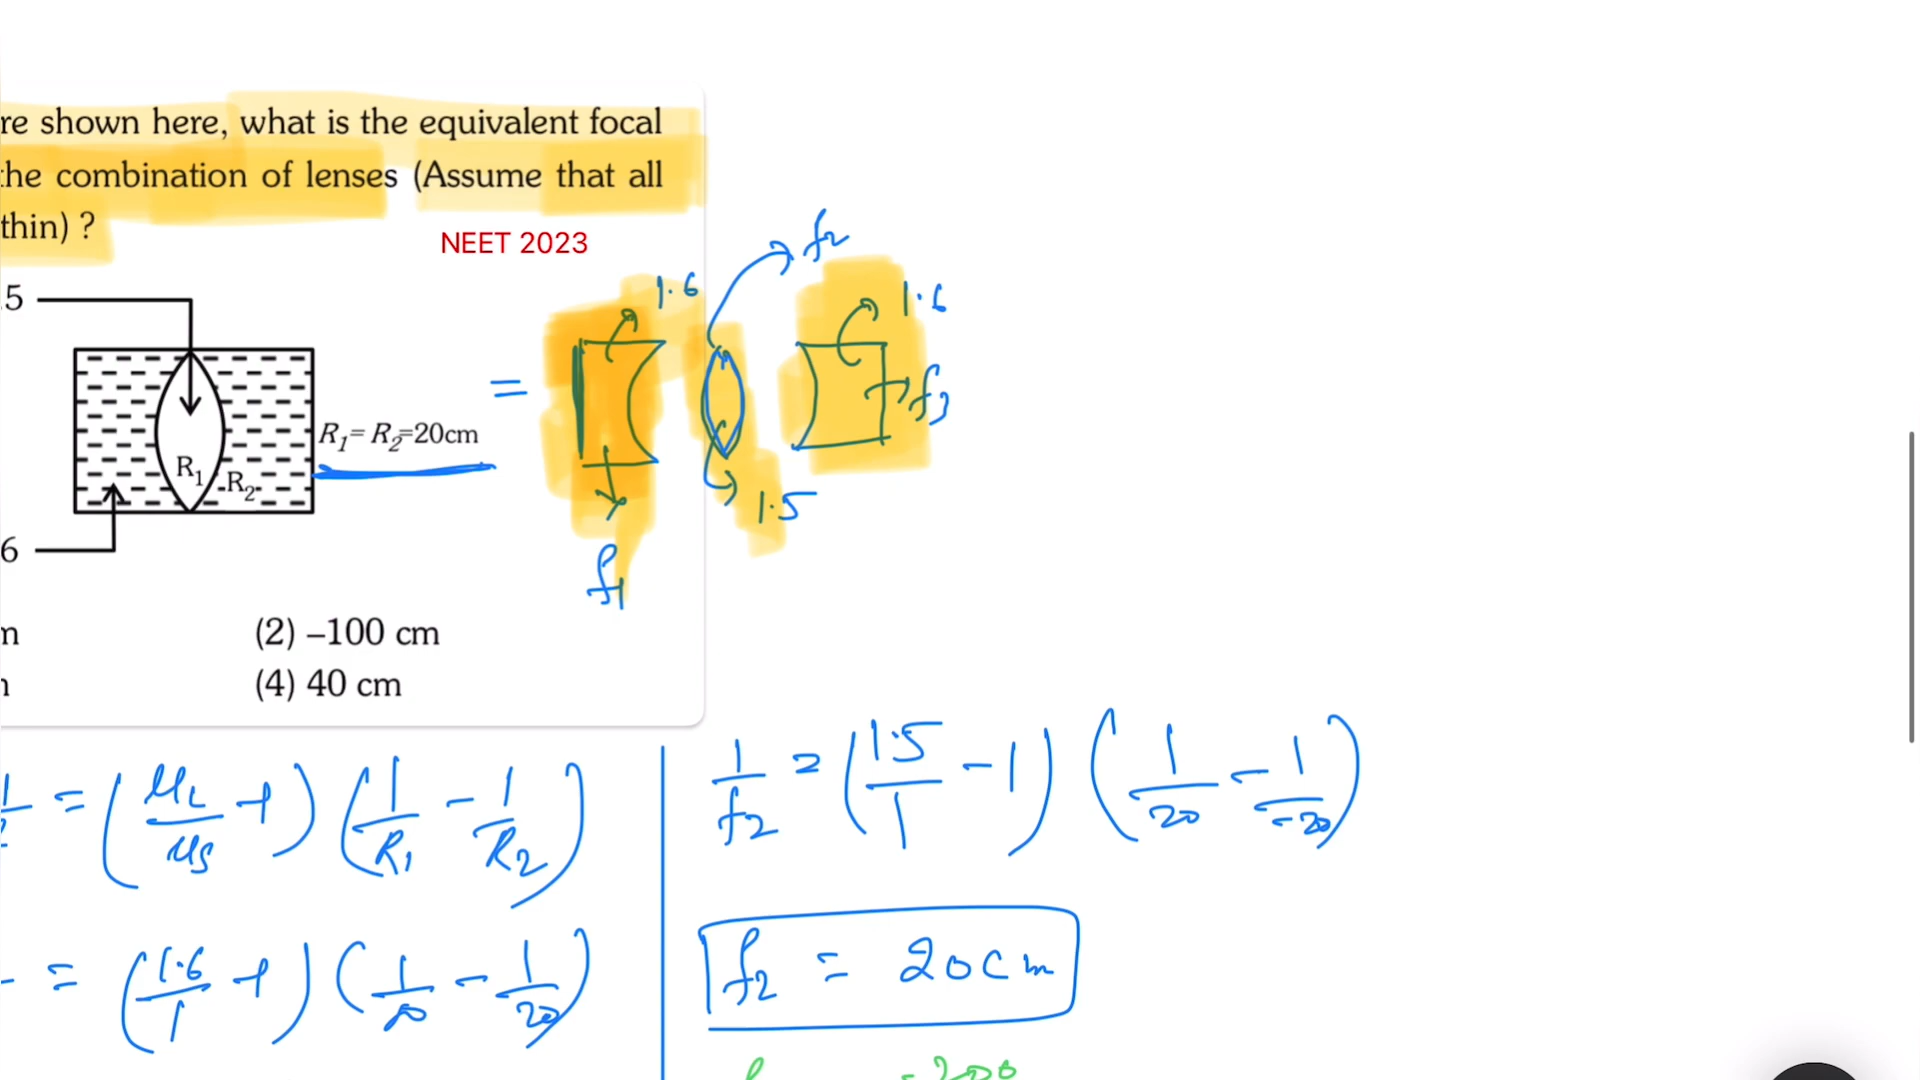 re shown here, what is the equivalent focal
he combination of lenses (Assume that all
thin) ?
NEET 2023
5
R₁= R₂=20cm
R₁
R₂
6
= 1.6 f₂ 1.6
f₃
1.5
f₁
m
(2) –100 cm
(4) 40 cm
= (μL/μs - 1) (1/R₁ - 1/R₂)
1/f₂ = (1.5/1 - 1) (1/20 - 1/-20)
= (1.6/1 - 1) (1/∞ - 1/20)
f₂ = 20cm